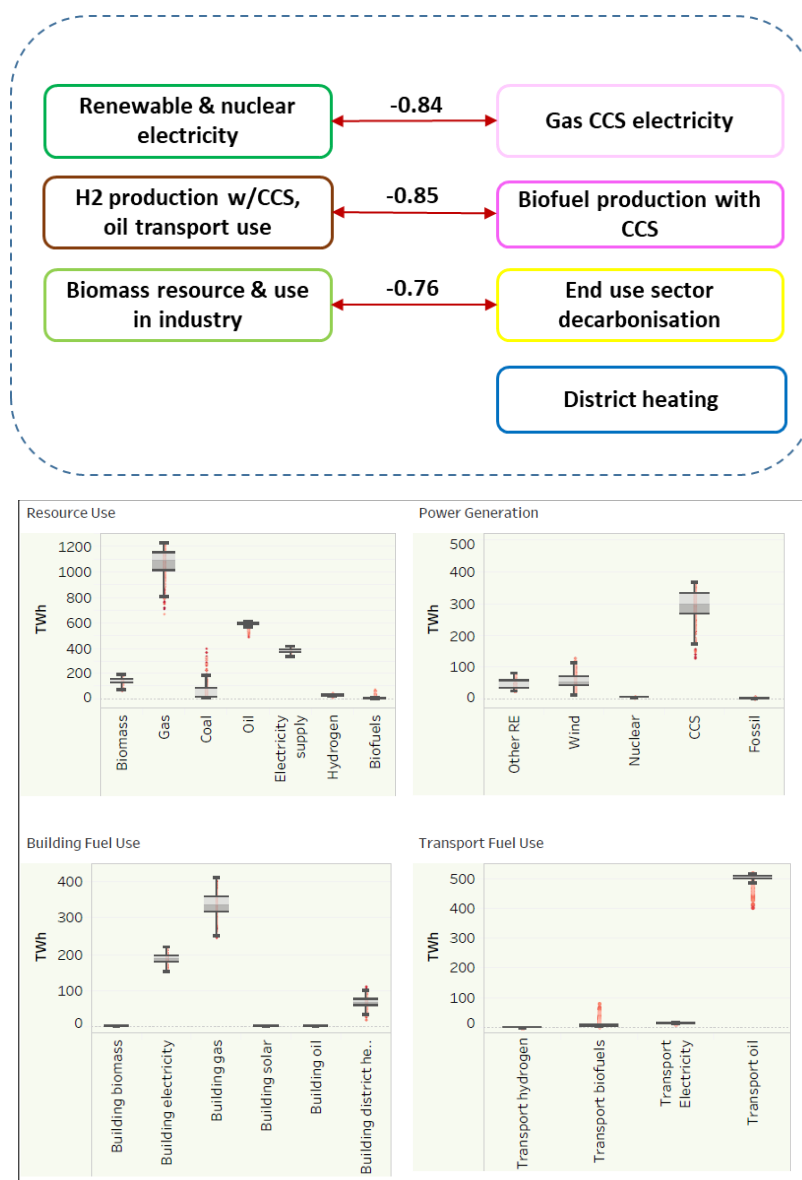 Renewable & nuclear
electricity
-0.84
Gas CCS electricity
H2 production w/CCS,
oil transport use
-0.85
Biofuel production with
CCS
Biomass resource & use
in industry
-0.76
End use sector
decarbonisation
District heating
Resource Use
TWh
1200
1000
800
600
400
200
0
Biomass
Gas
Coal
Oil
Electricity
supply
Hydrogen
Biofuels
Power Generation
TWh
500
400
300
200
100
0
Other RE
Wind
Nuclear
CCS
Fossil
Building Fuel Use
TWh
400
300
200
100
0
Building biomass
Building electricity
Building gas
Building solar
Building oil
Building district he..
Transport Fuel Use
TWh
500
400
300
200
100
0
Transport hydrogen
Transport biofuels
Transport
Electricity
Transport oil